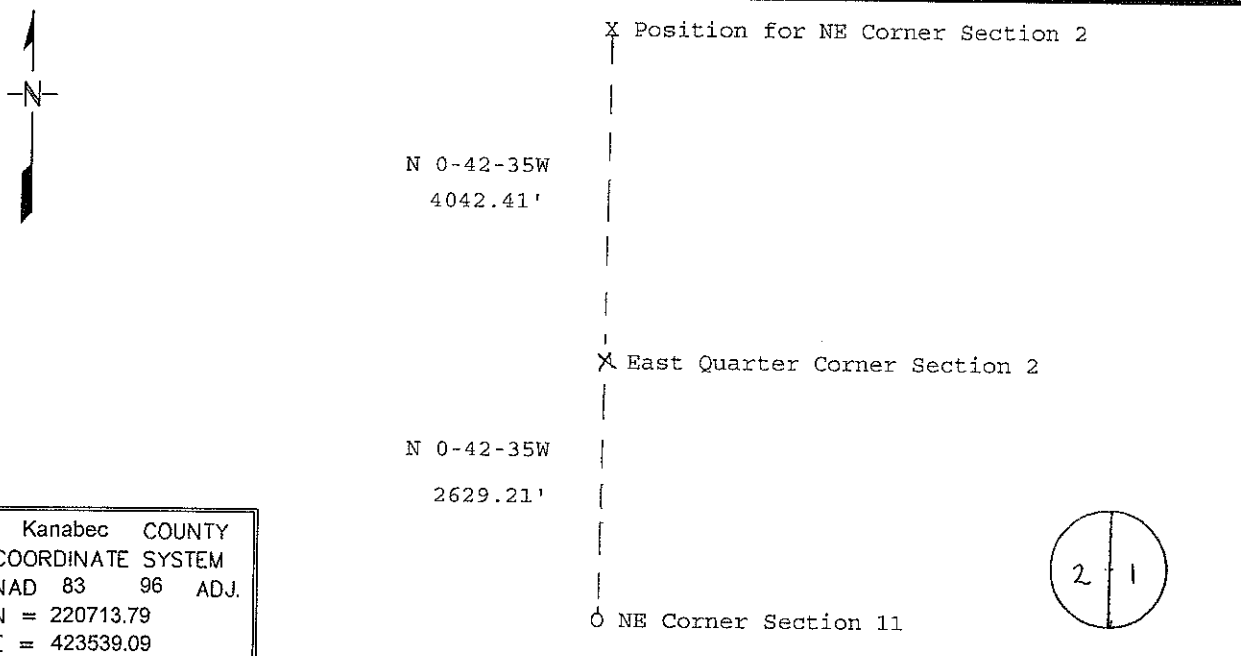 X Position for NE Corner Section 2
-N-
N 0-42-35W
4042.41'
X East Quarter Corner Section 2
N 0-42-35W
2629.21'
Kanabec COUNTY
COORDINATE SYSTEM
NAD 83 96 ADJ.
N = 220713.79
E = 423539.09
2 1
O NE Corner Section 11